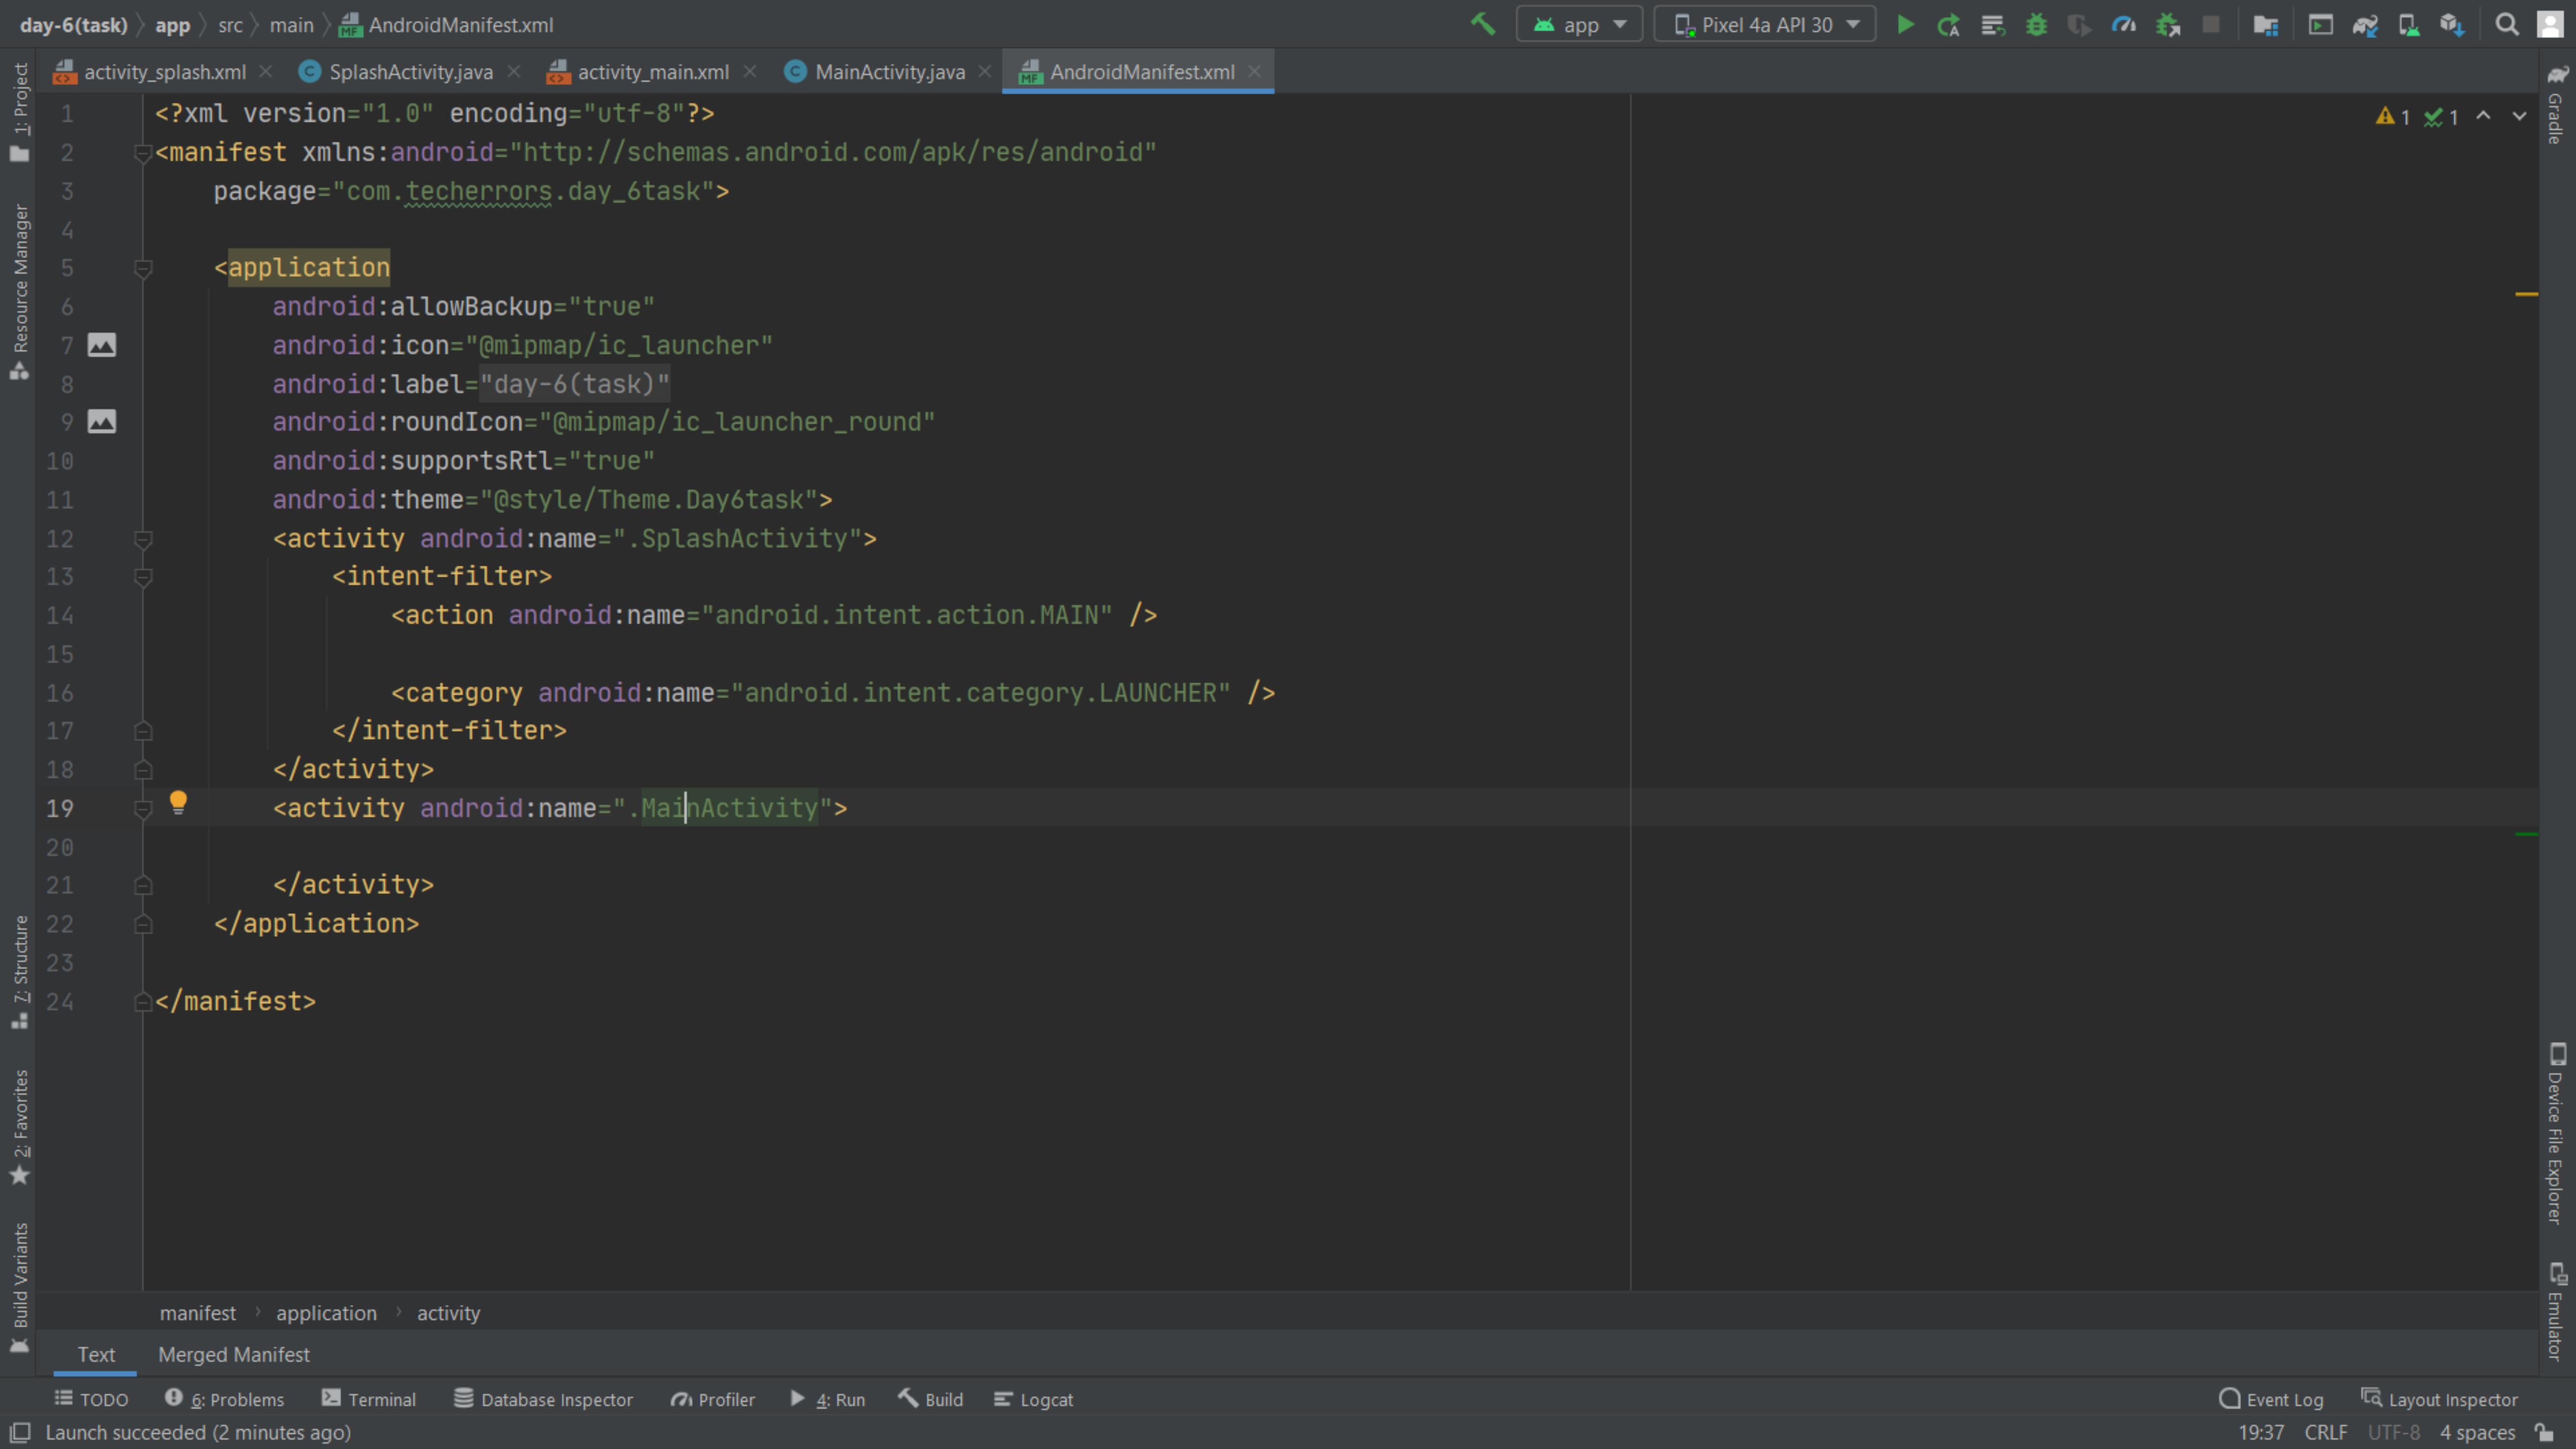 day-6(task) app src main AndroidManifest.xml
app Pixel 4a API 30
activity_splash.xml SplashActivity.java activity_main.xml MainActivity.java AndroidManifest.xml
1: Project
Resource Manager
7: Structure
2: Favorites
Build Variants
1 <?xml version="1.0" encoding="utf-8"?>
2 <manifest xmlns:android="http://schemas.android.com/apk/res/android"
3 package="com.techerrors.day_6task">
4
5 <application
6 android:allowBackup="true"
7 android:icon="@mipmap/ic_launcher"
8 android:label="day-6(task)"
9 android:roundIcon="@mipmap/ic_launcher_round"
10 android:supportsRtl="true"
11 android:theme="@style/Theme.Day6task">
12 <activity android:name=".SplashActivity">
13 <intent-filter>
14 <action android:name="android.intent.action.MAIN" />
15
16 <category android:name="android.intent.category.LAUNCHER" />
17 </intent-filter>
18 </activity>
19 <activity android:name=".MainActivity">
20
21 </activity>
22 </application>
23
24 </manifest>
1 1
Gradle
Device File Explorer
Emulator
manifest application activity
Text Merged Manifest
TODO 6: Problems Terminal Database Inspector Profiler 4: Run Build Logcat Event Log Layout Inspector
Launch succeeded (2 minutes ago) 19:37 CRLF UTF-8 4 spaces